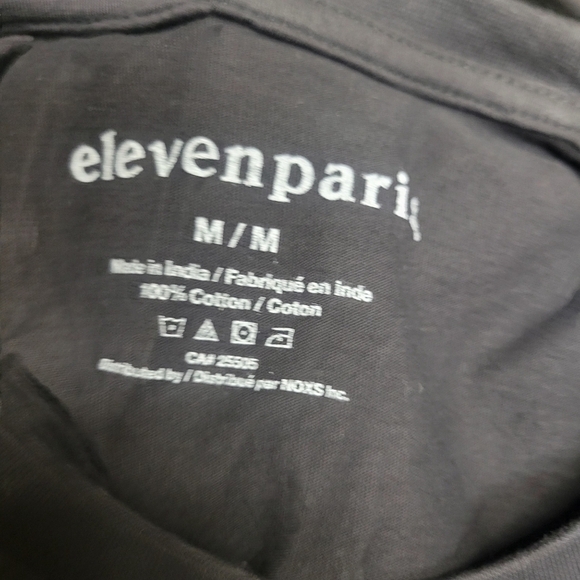 elevenparis
M/M
Made in India / Fabriqué en Inde
100% Cotton / Coton
CA# 25505
Distributed by / Distribué par NOXS Inc.